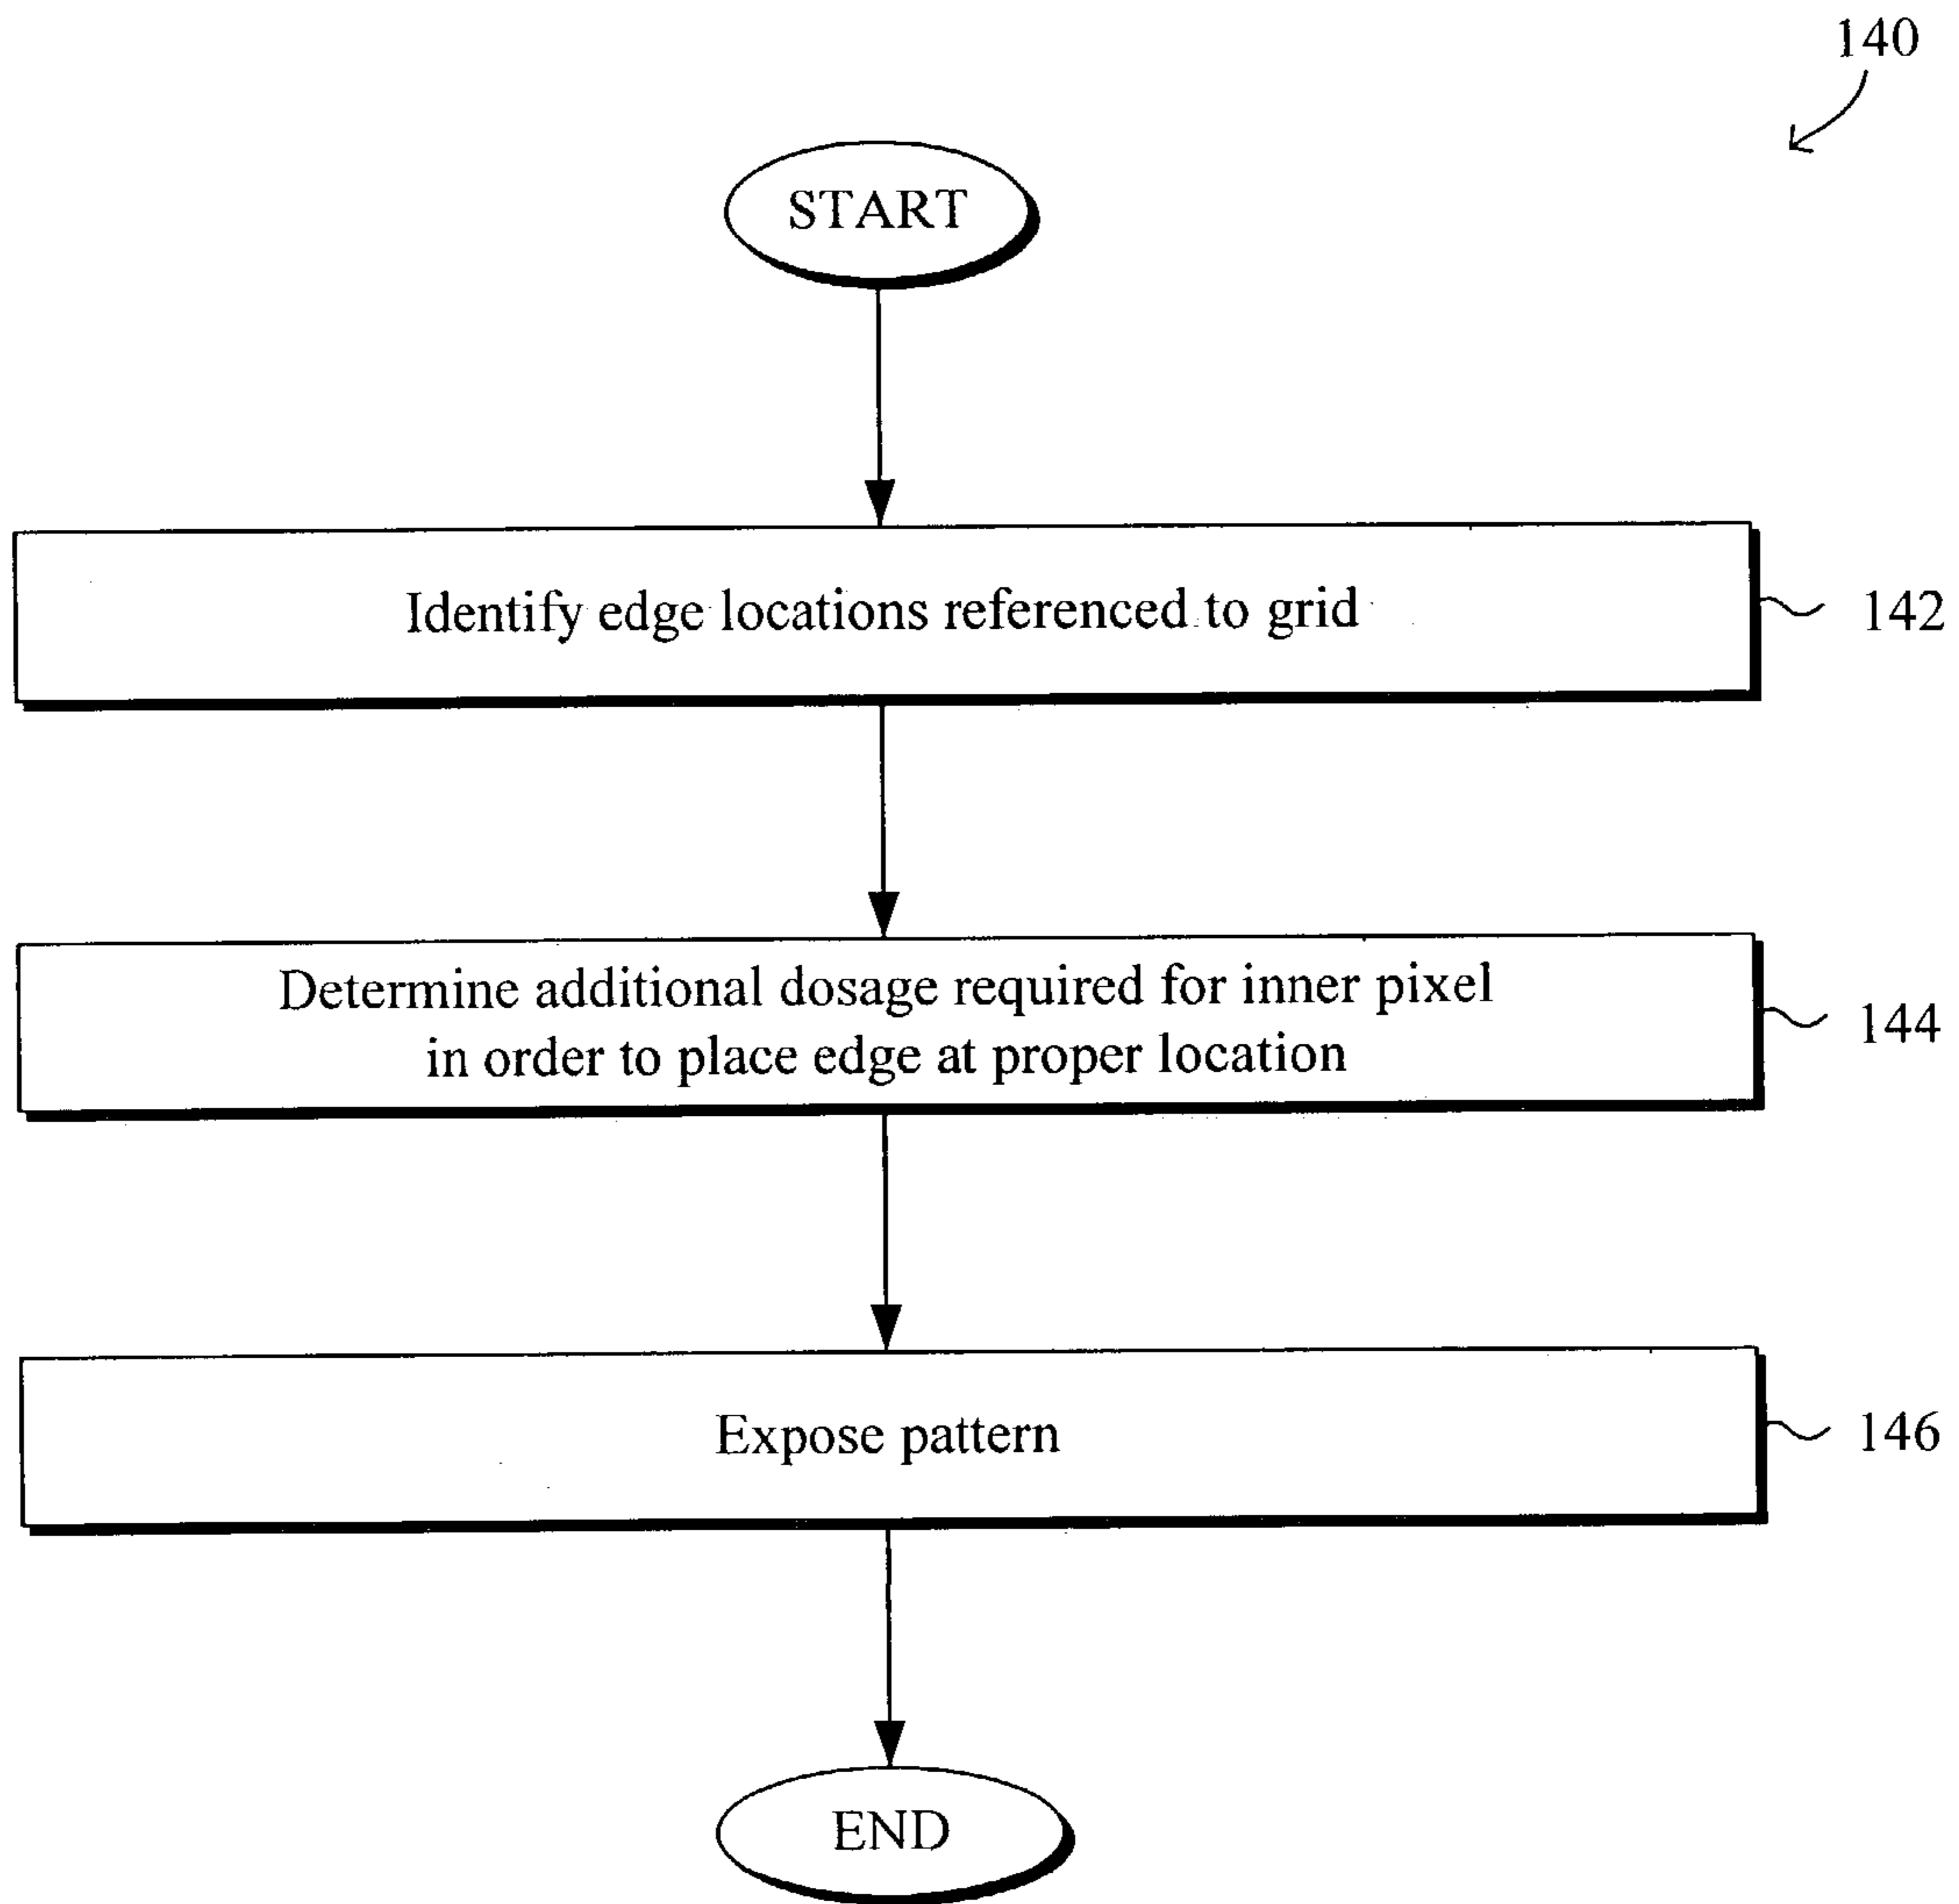 140
START
Identify edge locations referenced to grid
142
Determine additional dosage required for inner pixel
in order to place edge at proper location
144
Expose pattern
146
END